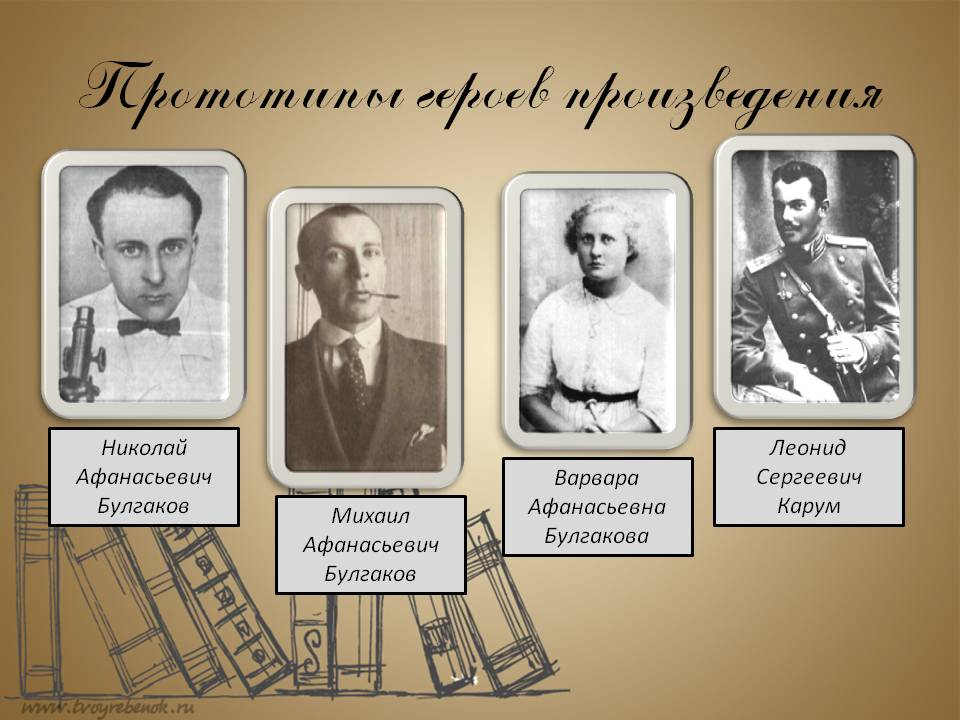 Прототипы героев произведения
Николай
Афанасьевич
Булгаков
Михаил
Афанасьевич
Булгаков
Варвара
Афанасьевна
Булгакова
Леонид
Сергеевич
Карум
www.tvoyrebenok.ru